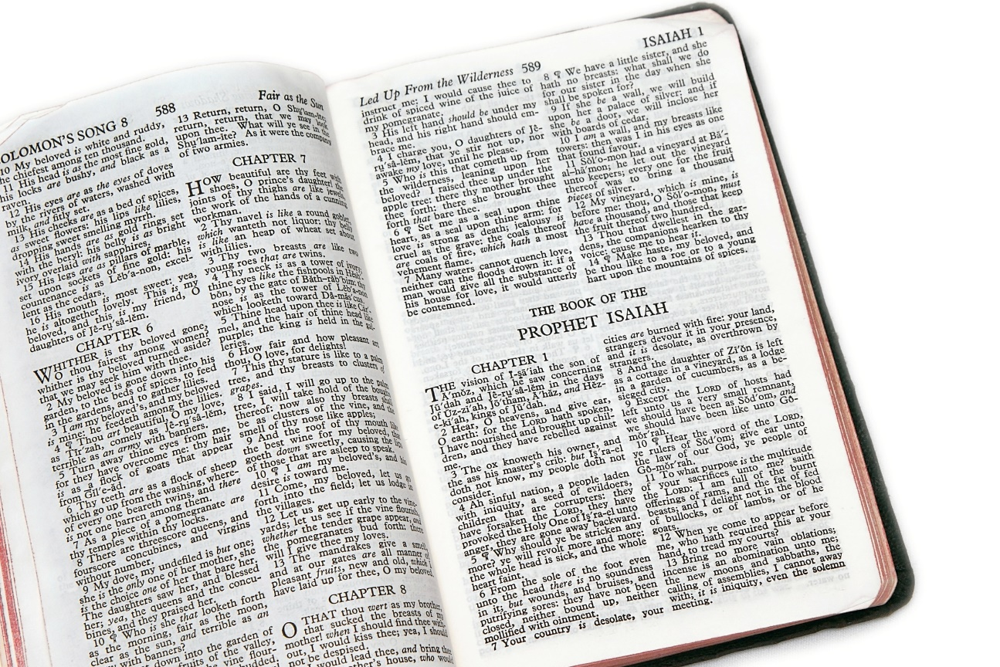 OLOMON'S SONG 8
588
Fair as the Sun
10 My beloved is white and ruddy,
the chiefest among ten thousand.
11 His head is as the most fine gold,
his locks are bushy, and black as a
raven.
12 His eyes are as the eyes of doves
by the rivers of waters, washed with
milk, and fitly set.
13 His cheeks are as a bed of spices,
as sweet flowers: his lips like lilies,
dropping sweet smelling myrrh.
14 His hands are as gold rings set
with the beryl: his belly is as bright
ivory overlaid with sapphires.
15 His legs are as pillars of marble,
set upon sockets of fine gold: his
countenance is as Lĕb'a-non, excel-
lent as the cedars.
16 His mouth is most sweet: yea,
he is altogether lovely. This is my
beloved, and this is my friend, O
daughters of Jē-ru'sâ-lĕm.
CHAPTER 6
WHITHER is thy beloved gone,
O thou fairest among women?
whither is thy beloved turned aside?
that we may seek him with thee.
2 My beloved is gone down into his
garden, to the beds of spices, to feed
in the gardens, and to gather lilies.
3 I am my beloved's, and my beloved
is mine: he feedeth among the lilies.
4 ¶ Thou art beautiful, O my love,
as Tĭr'zah, comely as Jē-ru'sâ-lĕm,
terrible as an army with banners.
5 Turn away thine eyes from me,
for they have overcome me: thy hair
is as a flock of goats that appear
from Gĭl'e-ăd.
6 Thy teeth are as a flock of sheep
which go up from the washing, where-
of every one beareth twins, and there
is not one barren among them.
7 As a piece of a pomegranate are
thy temples within thy locks.
8 There are threescore queens, and
fourscore concubines, and virgins
without number.
9 My dove, my undefiled is but one;
she is the only one of her mother, she
is the choice one of her that bare her.
The daughters saw her, and blessed
her; yea, the queens and the concu-
bines, and they praised her.
10 ¶ Who is she that looketh forth
as the morning, fair as the moon,
clear as the sun, and terrible as an
with banners?
down into the garden of
fruits of the valley,
the vine flour-
budded,
13 Return, return, O Shu'lam-ite;
return, return, that we may look
upon thee. What will ye see in the
Shu'lam-ite? As it were the company
of two armies.
CHAPTER 7
HOW beautiful are thy feet with
shoes, O prince's daughter! the
joints of thy thighs are like jewels,
the work of the hands of a cunning
workman.
2 Thy navel is like a round goblet,
which wanteth not liquor: thy belly
is like an heap of wheat set about
with lilies.
3 Thy two breasts are like two
young roes that are twins.
4 Thy neck is as a tower of ivory;
thine eyes like the fishpools in Hĕsh'-
bŏn, by the gate of Băth–răb'bĭm: thy
nose is as the tower of Lĕb'a-non
which looketh toward Dâ-măs'cus.
5 Thine head upon thee is like Cär'-
mel, and the hair of thine head like
purple; the king is held in the gal-
leries.
6 How fair and how pleasant art
thou, O love, for delights!
7 This thy stature is like to a palm
tree, and thy breasts to clusters of
grapes.
8 I said, I will go up to the palm
tree, I will take hold of the boughs
thereof: now also thy breasts shall
be as clusters of the vine, and the
smell of thy nose like apples;
9 And the roof of thy mouth like
the best wine for my beloved, that
goeth down sweetly, causing the lips
of those that are asleep to speak.
10 ¶ I am my beloved's, and his
desire is toward me.
11 Come, my beloved, let us go
forth into the field; let us lodge in
the villages.
12 Let us get up early to the vine-
yards; let us see if the vine flourish,
whether the tender grape appear, and
the pomegranates bud forth: there
will I give thee my loves.
13 The mandrakes give a smell,
and at our gates are all manner of
pleasant fruits, new and old, which I
have laid up for thee, O my beloved.
CHAPTER 8
O THAT thou wert as my brother,
that sucked the breasts of my
mother! when I should find thee with-
out, I would kiss thee; yea, I should
not be despised.
I would lead thee, and bring thee
mother's house, who would
Led Up From the Wilderness
589
ISAIAH 1
instruct me: I would cause thee to
drink of spiced wine of the juice of
my pomegranate.
3 His left hand should be under my
head, and his right hand should em-
brace me.
4 I charge you, O daughters of Jē-
ru'sâ-lĕm, that ye stir not up, nor
awake my love, until he please.
5 Who is this that cometh up from
the wilderness, leaning upon her
beloved? I raised thee up under the
apple tree: there thy mother brought
thee forth: there she brought thee
forth that bare thee.
6 ¶ Set me as a seal upon thine
heart, as a seal upon thine arm: for
love is strong as death; jealousy is
cruel as the grave: the coals thereof
are coals of fire, which hath a most
vehement flame.
7 Many waters cannot quench love,
neither can the floods drown it: if a
man would give all the substance of
his house for love, it would utterly
be contemned.
8 ¶ We have a little sister, and she
hath no breasts: what shall we do
for our sister in the day when she
shall be spoken for?
9 If she be a wall, we will build
upon her a palace of silver: and if
she be a door, we will inclose her
with boards of cedar.
10 I am a wall, and my breasts like
towers: then was I in his eyes as one
that found favour.
11 Sŏl'o-mon had a vineyard at Bā'-
al–hā'mon; he let out the vineyard
unto keepers; every one for the fruit
thereof was to bring a thousand
pieces of silver.
12 My vineyard, which is mine, is
before me: thou, O Sŏl'o-mon, must
have a thousand, and those that keep
the fruit thereof two hundred.
13 Thou that dwellest in the gar-
dens, the companions hearken to thy
voice: cause me to hear it.
14 ¶ Make haste, my beloved, and
be thou like to a roe or to a young
hart upon the mountains of spices.
THE BOOK OF THE
PROPHET ISAIAH
CHAPTER 1
THE vision of I-ṣā'iah the son of
Ā'mŏz, which he saw concerning
Jū'dah and Jē-ru'sâ-lĕm in the days
of Uz-zī'ah, Jō'tham, Ā'hăz, and Hĕz-
e-kī'ah, kings of Jū'dah.
2 Hear, O heavens, and give ear,
O earth: for the LORD hath spoken,
I have nourished and brought up chil-
dren, and they have rebelled against
me.
3 The ox knoweth his owner, and
the ass his master's crib: but Iṣ'ra-el
doth not know, my people doth not
consider.
4 Ah sinful nation, a people laden
with iniquity, a seed of evildoers,
children that are corrupters: they
have forsaken the LORD, they have
provoked the Holy One of Iṣ'ra-el unto
anger, they are gone away backward.
5 ¶ Why should ye be stricken any
more? ye will revolt more and more:
the whole head is sick, and the whole
heart faint.
6 From the sole of the foot even
unto the head there is no soundness
in it; but wounds, and bruises, and
putrifying sores: they have not been
closed, neither bound up, neither
mollified with ointment.
7 Your country is desolate, your
cities are burned with fire: your land,
strangers devour it in your presence,
and it is desolate, as overthrown by
strangers.
8 And the daughter of Zī'ŏn is left
as a cottage in a vineyard, as a lodge
in a garden of cucumbers, as a be-
sieged city.
9 Except the LORD of hosts had
left unto us a very small remnant,
we should have been as Sŏd'om, and
we should have been like unto Gô-
mŏr'rah.
10 ¶ Hear the word of the LORD,
ye rulers of Sŏd'om; give ear unto
the law of our God, ye people of
Gô-mŏr'rah.
11 To what purpose is the multitude
of your sacrifices unto me? saith
the Lord: I am full of the burnt
offerings of rams, and the fat of fed
beasts; and I delight not in the blood
of bullocks, or of lambs, or of he
goats.
12 When ye come to appear before
me, who hath required this at your
hand, to tread my courts?
13 Bring no more vain oblations;
incense is an abomination unto me;
the new moons and sabbaths, the
calling of assemblies, I cannot away
with; it is iniquity, even the solemn
meeting.